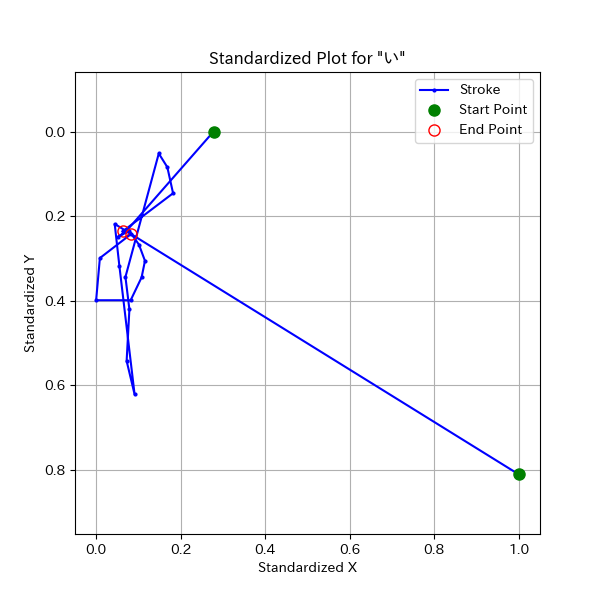 Standardized Plot for "い"
Stroke
Start Point
End Point
Standardized Y
0.0
0.2
0.4
0.6
0.8
0.0 0.2 0.4 0.6 0.8 1.0
Standardized X